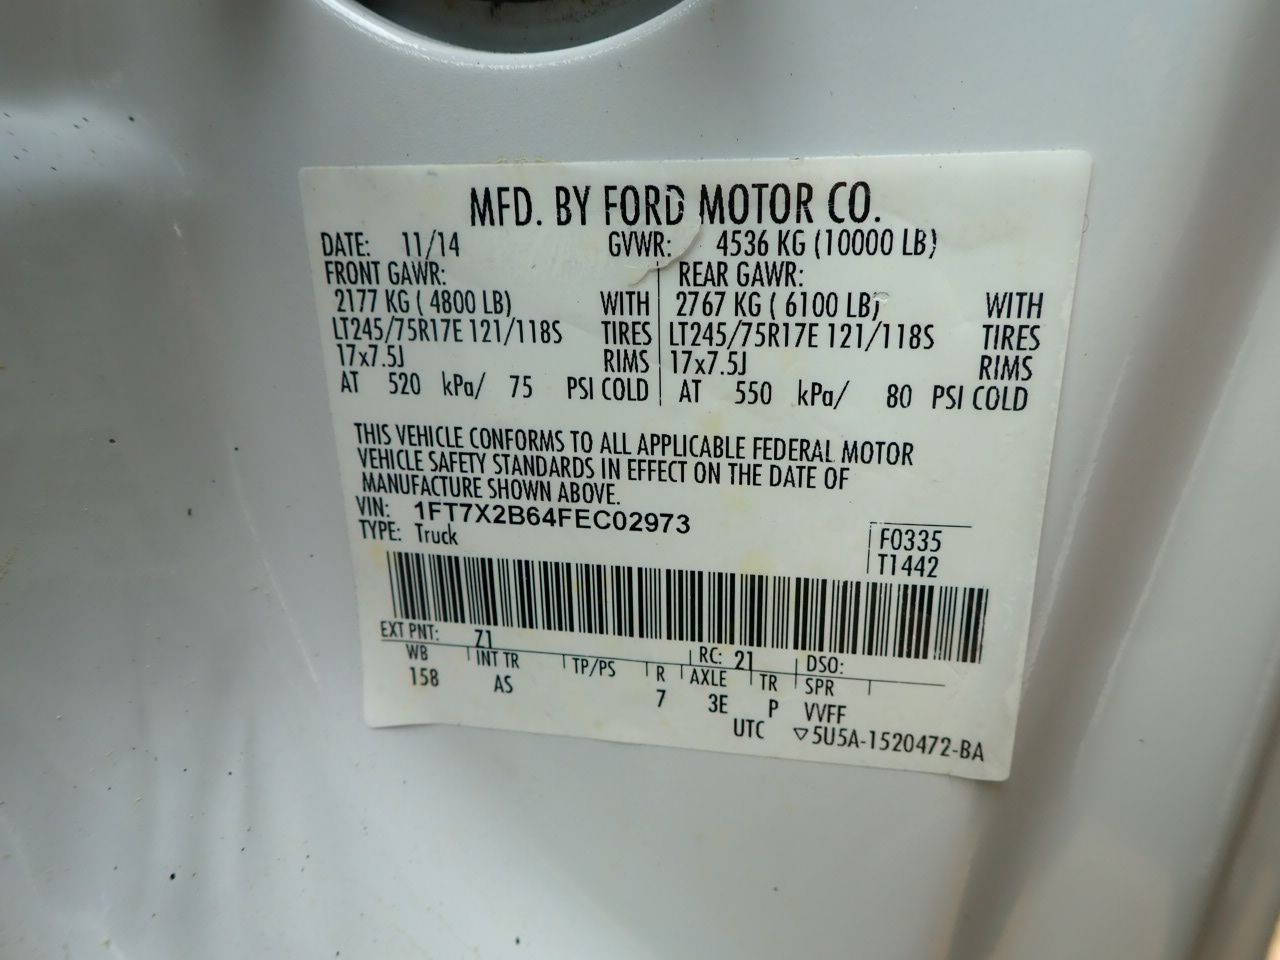 MFD. BY FORD MOTOR CO.
DATE: 11/14 GVWR: 4536 KG (10000 LB)
FRONT GAWR: REAR GAWR:
2177 KG ( 4800 LB) WITH 2767 KG ( 6100 LB) WITH
LT245/75R17E 121/118S TIRES LT245/75R17E 121/118S TIRES
17x7.5J RIMS 17x7.5J RIMS
AT 520 kPa/ 75 PSI COLD AT 550 kPa/ 80 PSI COLD
THIS VEHICLE CONFORMS TO ALL APPLICABLE FEDERAL MOTOR
VEHICLE SAFETY STANDARDS IN EFFECT ON THE DATE OF
MANUFACTURE SHOWN ABOVE.
VIN: 1FT7X2B64FEC02973
TYPE: Truck
F0335
T1442
EXT PNT: Z1 RC: 21 DSO:
WB INT TR TP/PS R AXLE TR SPR
158 AS 7 3E P VVFF
UTC ▽5U5A-1520472-BA